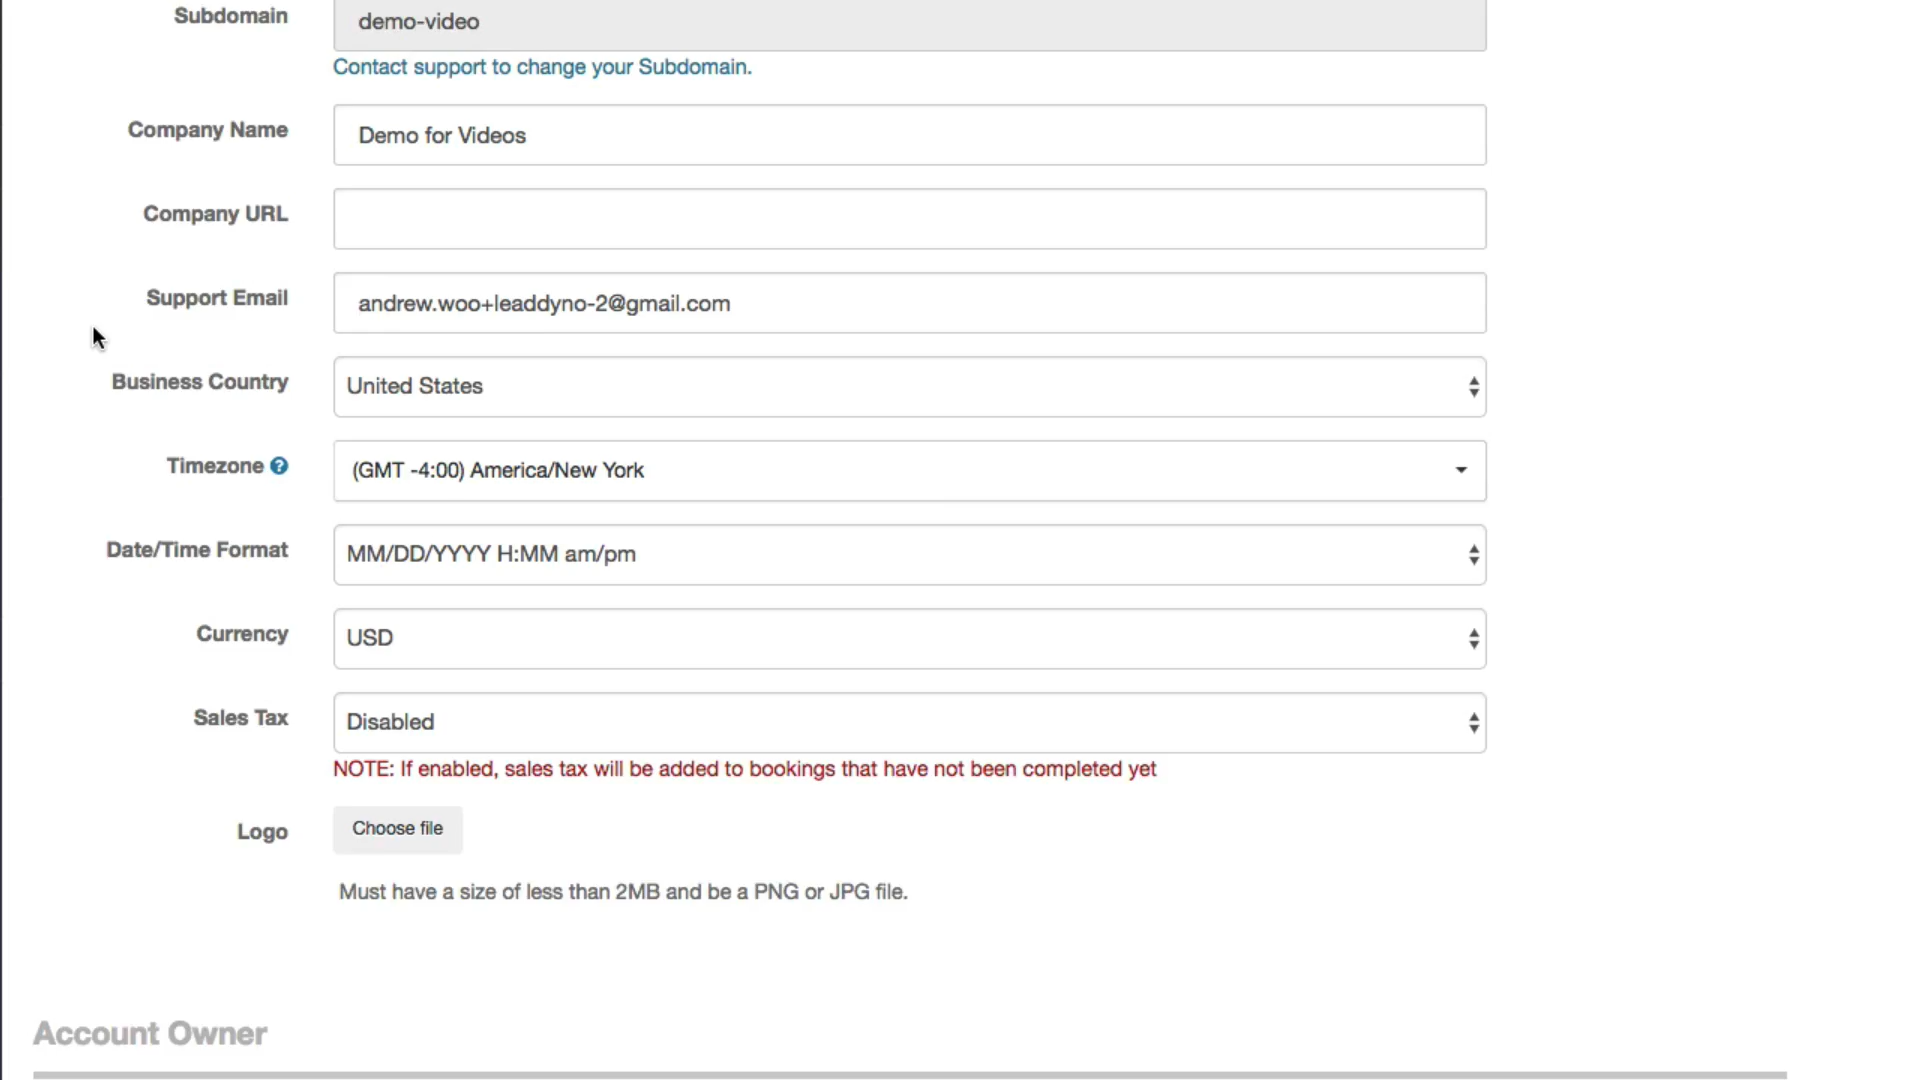 Subdomain
demo-video
Contact support to change your Subdomain.
Company Name
Demo for Videos
Company URL
Support Email
andrew.woo+leaddyno-2@gmail.com
Business Country
United States
Timezone ?
(GMT -4:00) America/New York
Date/Time Format
MM/DD/YYYY H:MM am/pm
Currency
USD
Sales Tax
Disabled
NOTE: If enabled, sales tax will be added to bookings that have not been completed yet
Logo
Choose file
Must have a size of less than 2MB and be a PNG or JPG file.
Account Owner